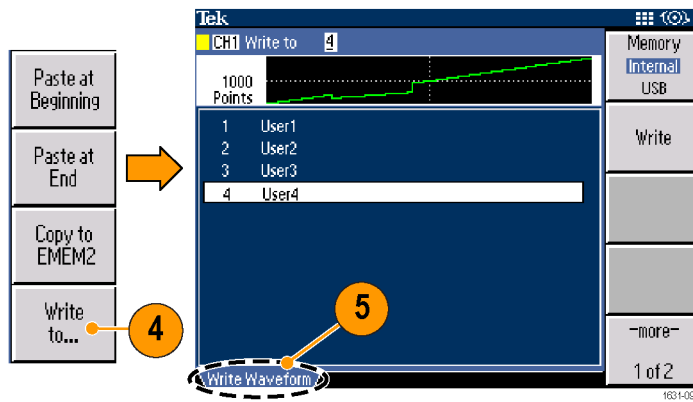 Paste at
Beginning
Paste at
End
Copy to
EMEM2
Write
to...
4
Tek
CH1 Write to 4
1000
Points
1 User1
2 User2
3 User3
4 User4
5
Write Waveform
Memory
Internal
USB
Write
-more-
1 of 2